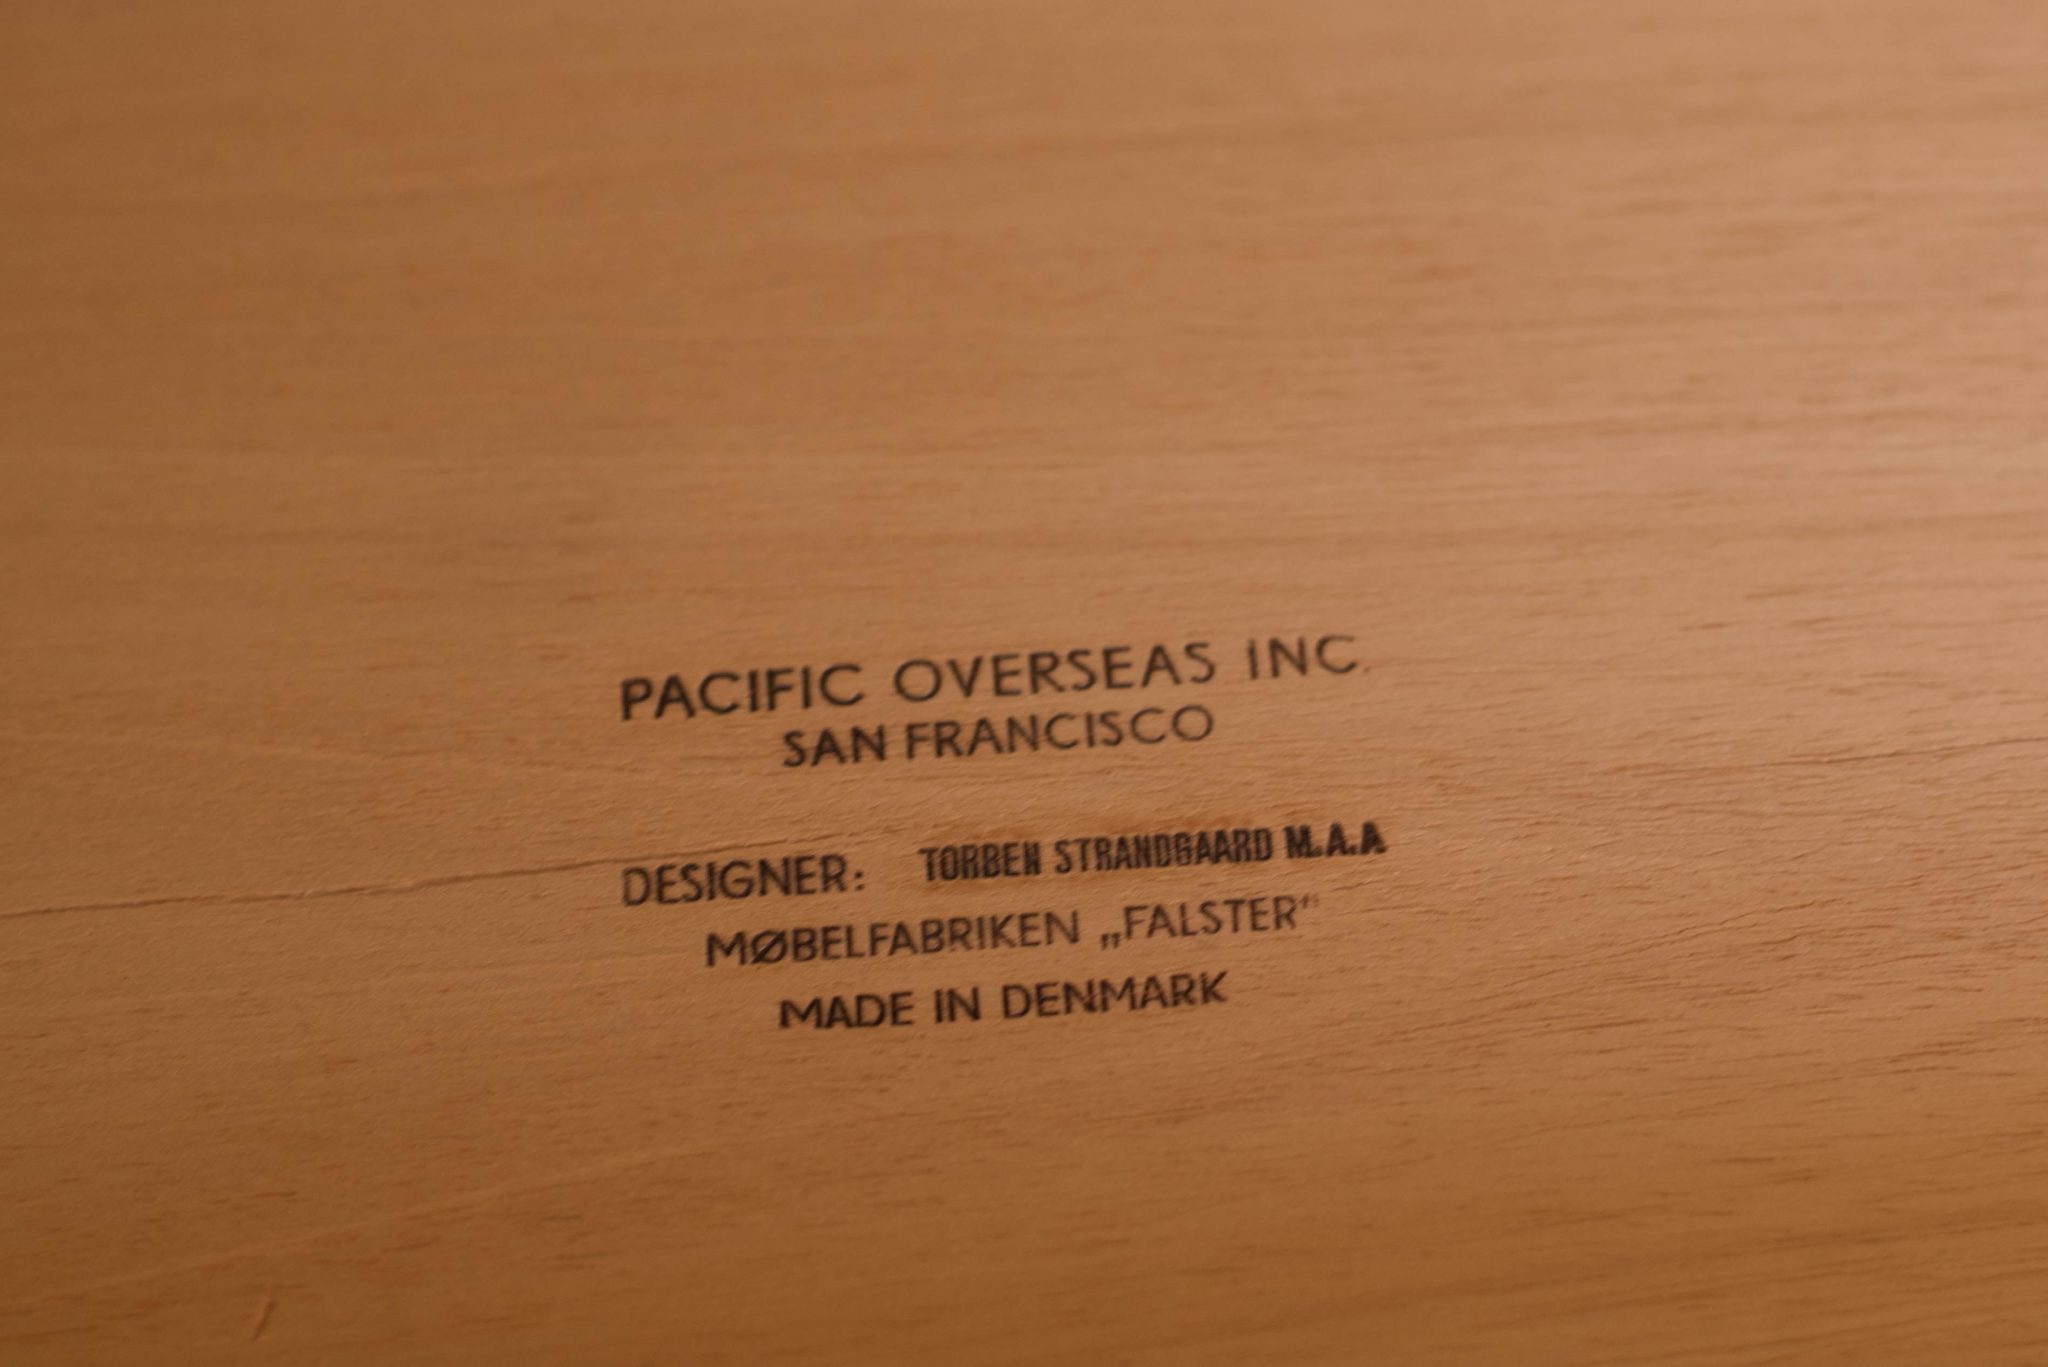 PACIFIC OVERSEAS INC.
SAN FRANCISCO
DESIGNER: TORBEN STRANDGAARD M.A.A.
MØBELFABRIKEN „FALSTER"
MADE IN DENMARK